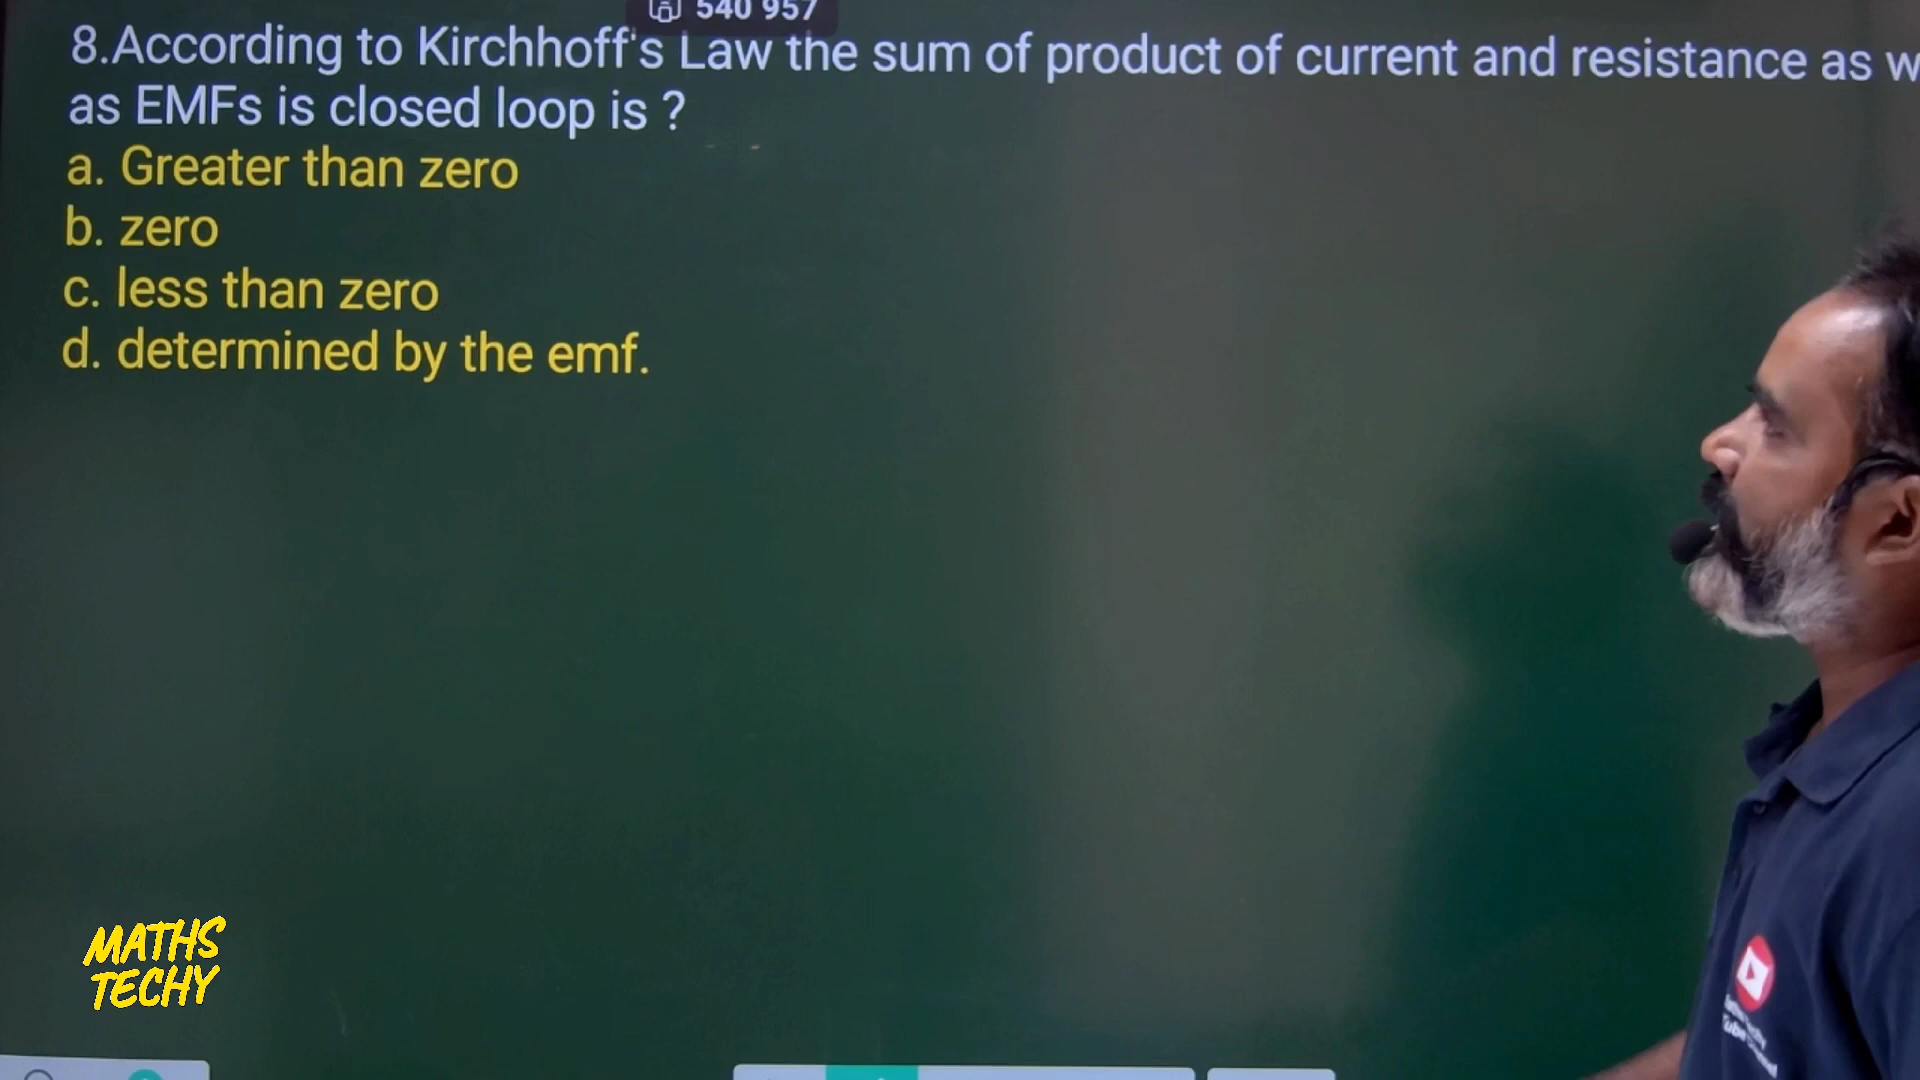 540 957
8.According to Kirchhoff's Law the sum of product of current and resistance as w
as EMFs is closed loop is ?
a. Greater than zero
b. zero
c. less than zero
d. determined by the emf.
MATHS
TECHY